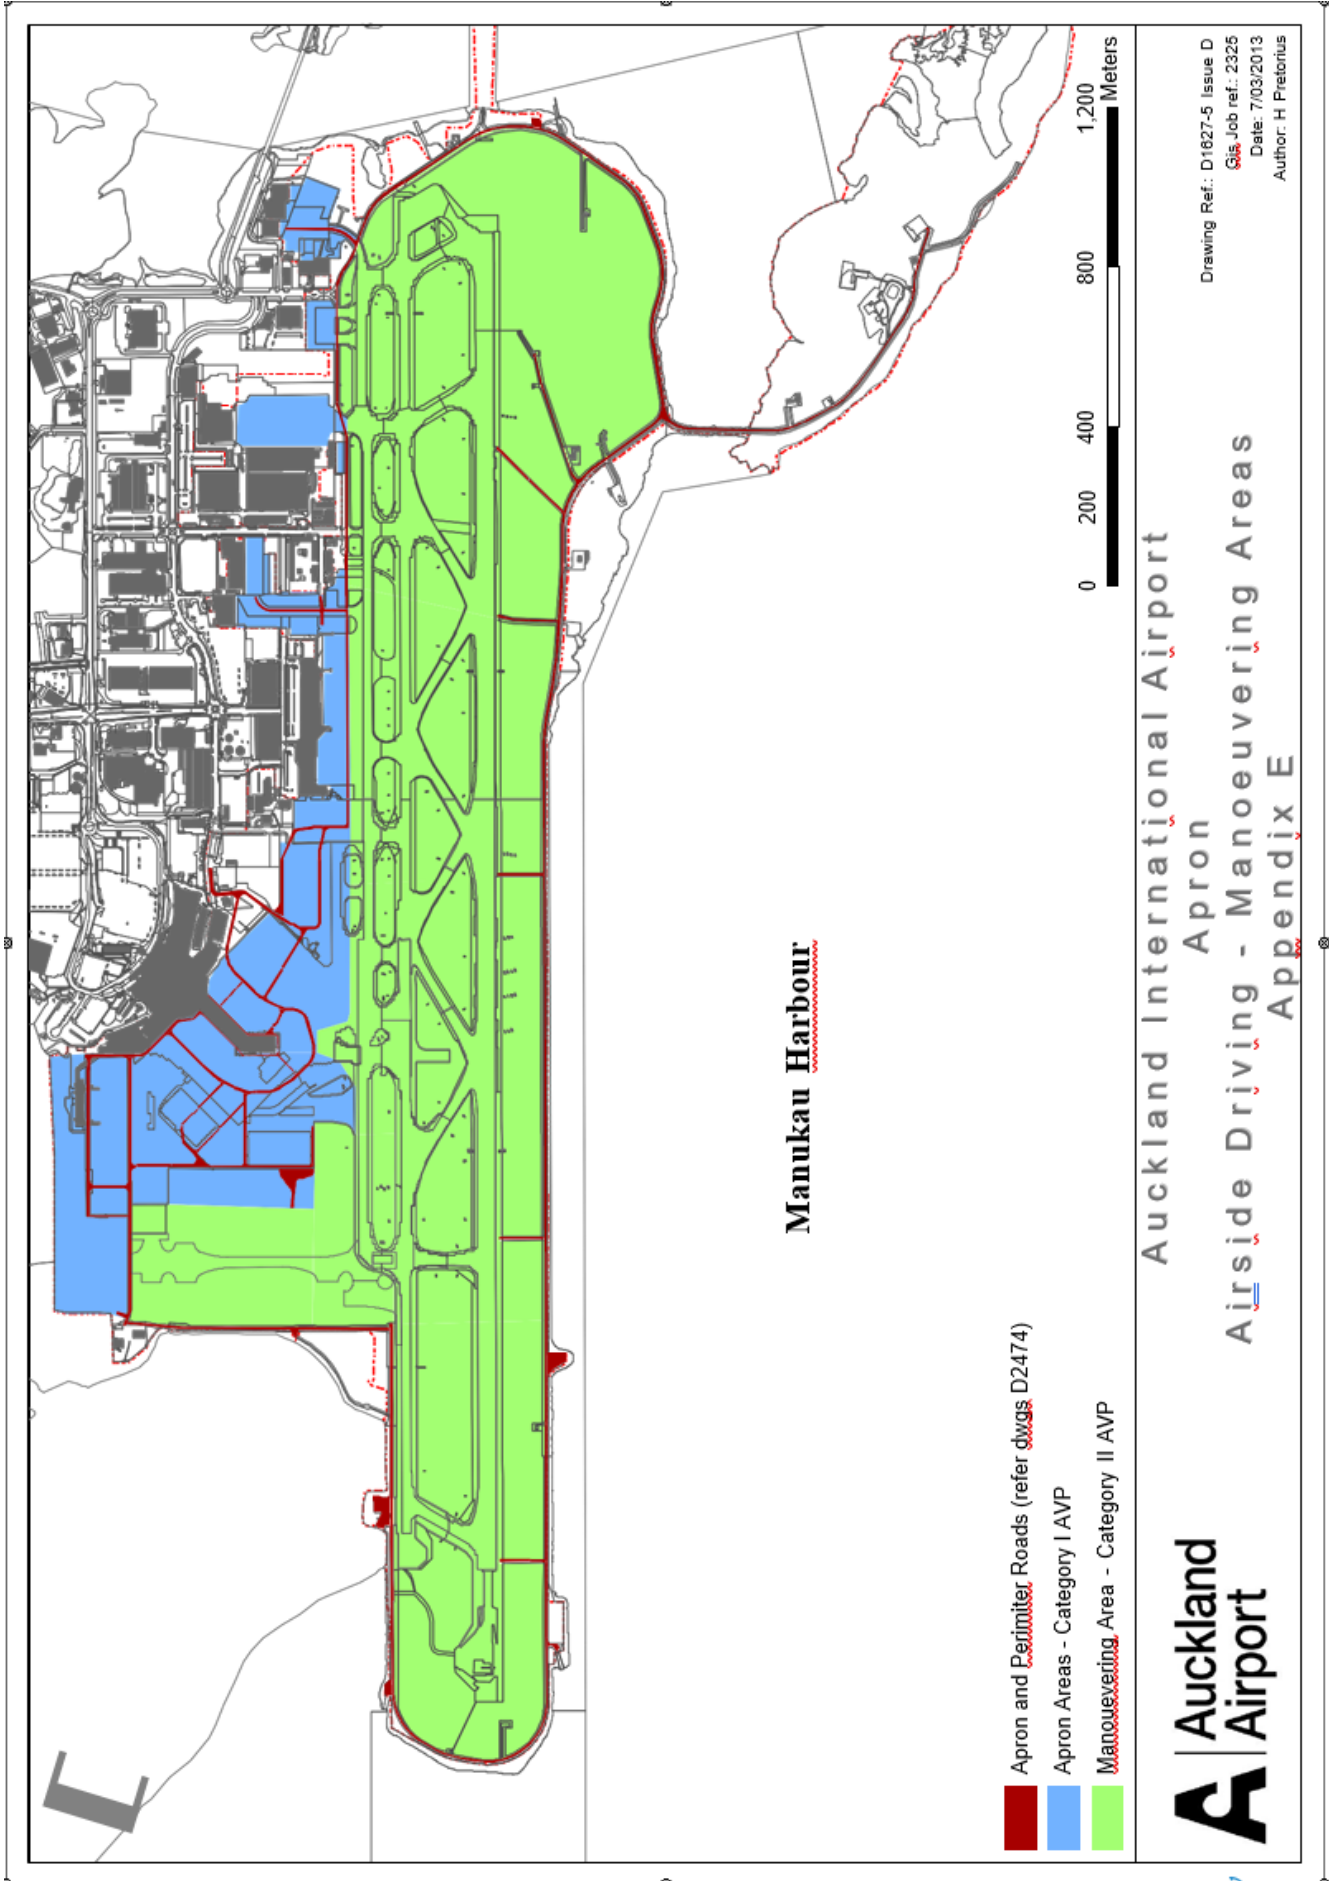 Manukau Harbour
Apron and Perimiter Roads (refer dwgs D2474)
Apron Areas - Category I AVP
Manouevering Area - Category II AVP
0 200 400 800 1,200
Meters
Auckland
Airport
Auckland International Airport
Apron
Airside Driving - Manoeuvering Areas
Appendix E
Drawing Ref.: D1627-5 Issue D
Gis Job ref.: 2325
Date: 7/03/2013
Author: H Pretorius